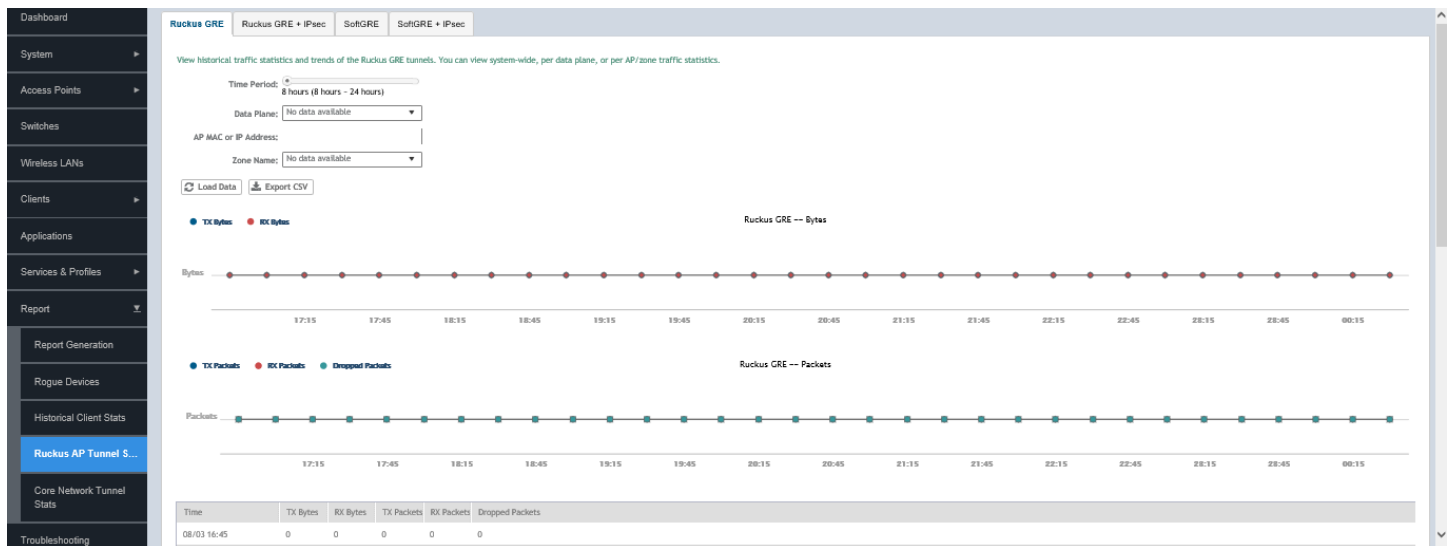 Dashboard
System
Access Points
Switches
Wireless LANs
Clients
Applications
Services & Profiles
Report
Report Generation
Rogue Devices
Historical Client Stats
Ruckus AP Tunnel S...
Core Network Tunnel
Stats
Troubleshooting
Ruckus GRE Ruckus GRE + IPsec SoftGRE SoftGRE + IPsec
View historical traffic statistics and trends of the Ruckus GRE tunnels. You can view system-wide, per data plane, or per AP/zone traffic statistics.
Time Period:
8 hours (8 hours - 24 hours)
Data Plane: No data available
AP MAC or IP Address:
Zone Name: No data available
Load Data Export CSV
TX Bytes RX Bytes Ruckus GRE -- Bytes
Bytes
17:15 17:45 18:15 18:45 19:15 19:45 20:15 20:45 21:15 21:45 22:15 22:45 23:15 23:45 00:15
TX Packets RX Packets Dropped Packets Ruckus GRE -- Packets
Packets
17:15 17:45 18:15 18:45 19:15 19:45 20:15 20:45 21:15 21:45 22:15 22:45 23:15 23:45 00:15
Time TX Bytes RX Bytes TX Packets RX Packets Dropped Packets
08/03 16:45 0 0 0 0 0